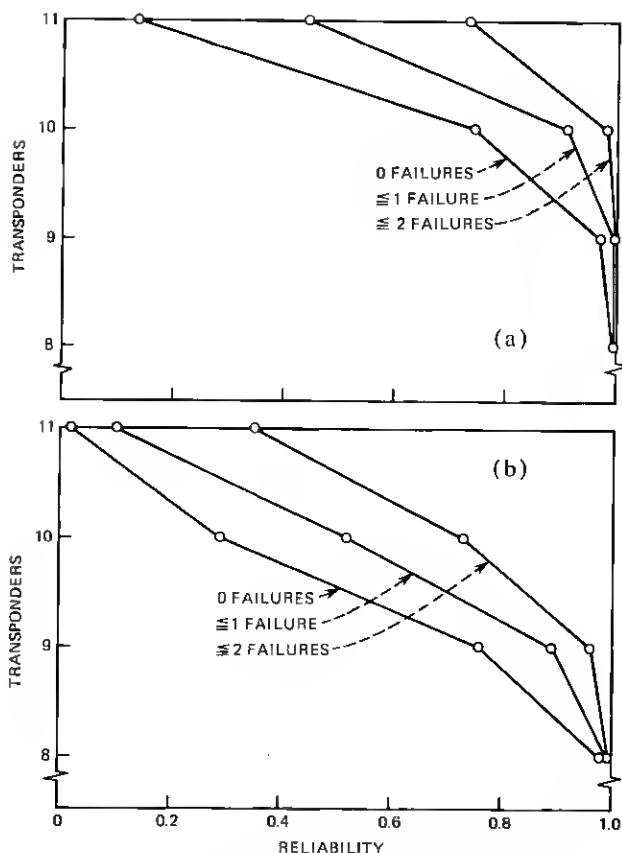 11
10
9
8
TRANSPONDERS
0 FAILURES
≦ 1 FAILURE
≦ 2 FAILURES
(a)
11
10
9
8
TRANSPONDERS
0 FAILURES
≦1 FAILURE
≦2 FAILURES
(b)
0 0.2 0.4 0.6 0.8 1.0
RELIABILITY